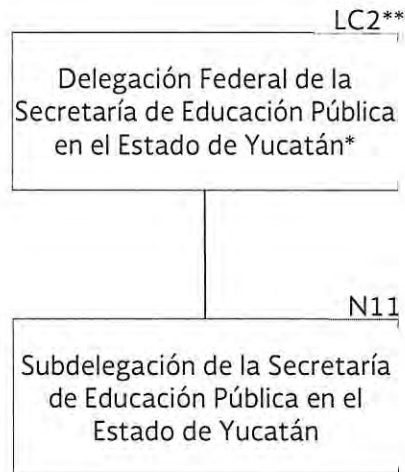 LC2**
Delegación Federal de la
Secretaría de Educación Pública
en el Estado de Yucatán*
N11
Subdelegación de la Secretaría
de Educación Pública en el
Estado de Yucatán